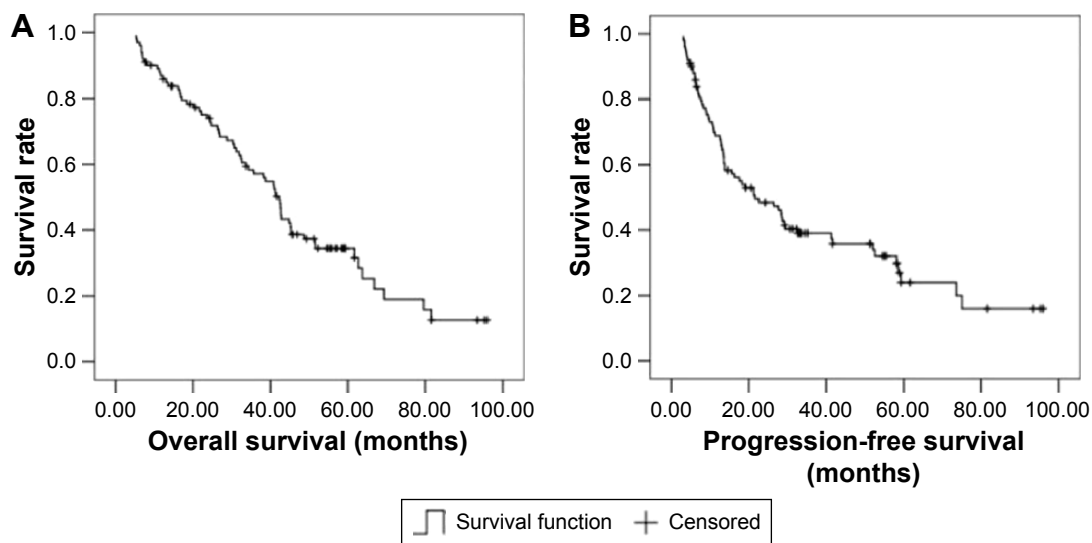 A
Survival rate
1.0
0.8
0.6
0.4
0.2
0.0
0.00 20.00 40.00 60.00 80.00 100.00
Overall survival (months)
B
Survival rate
1.0
0.8
0.6
0.4
0.2
0.0
0.00 20.00 40.00 60.00 80.00 100.00
Progression-free survival
(months)
Survival function Censored